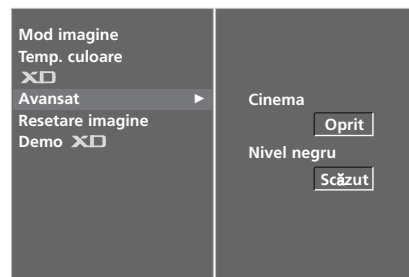 Mod imagine
Temp. culoare
XD
Avansat ►
Resetare imagine
Demo XD
Cinema
Oprit
Nivel negru
Scăzut